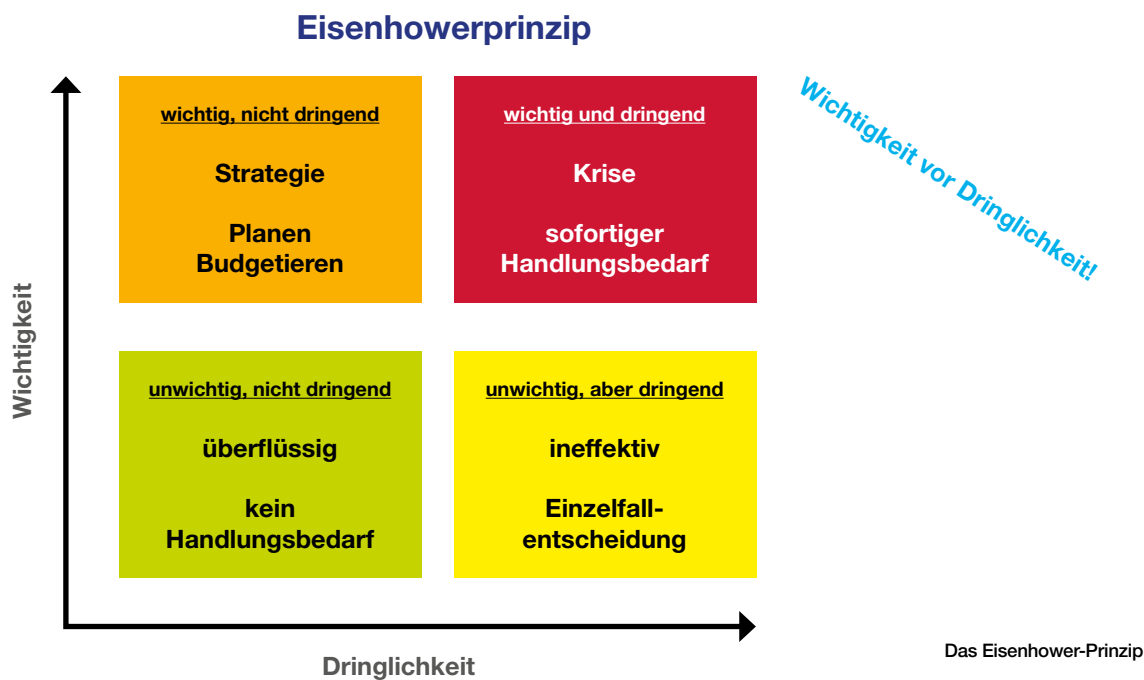 Eisenhowerprinzip
wichtig, nicht dringend
Strategie
Planen
Budgetieren
wichtig und dringend
Krise
sofortiger
Handlungsbedarf
Wichtigkeit vor Dringlichkeit!
Wichtigkeit
unwichtig, nicht dringend
überflüssig
kein
Handlungsbedarf
unwichtig, aber dringend
ineffektiv
Einzelfall-
entscheidung
Dringlichkeit
Das Eisenhower-Prinzip